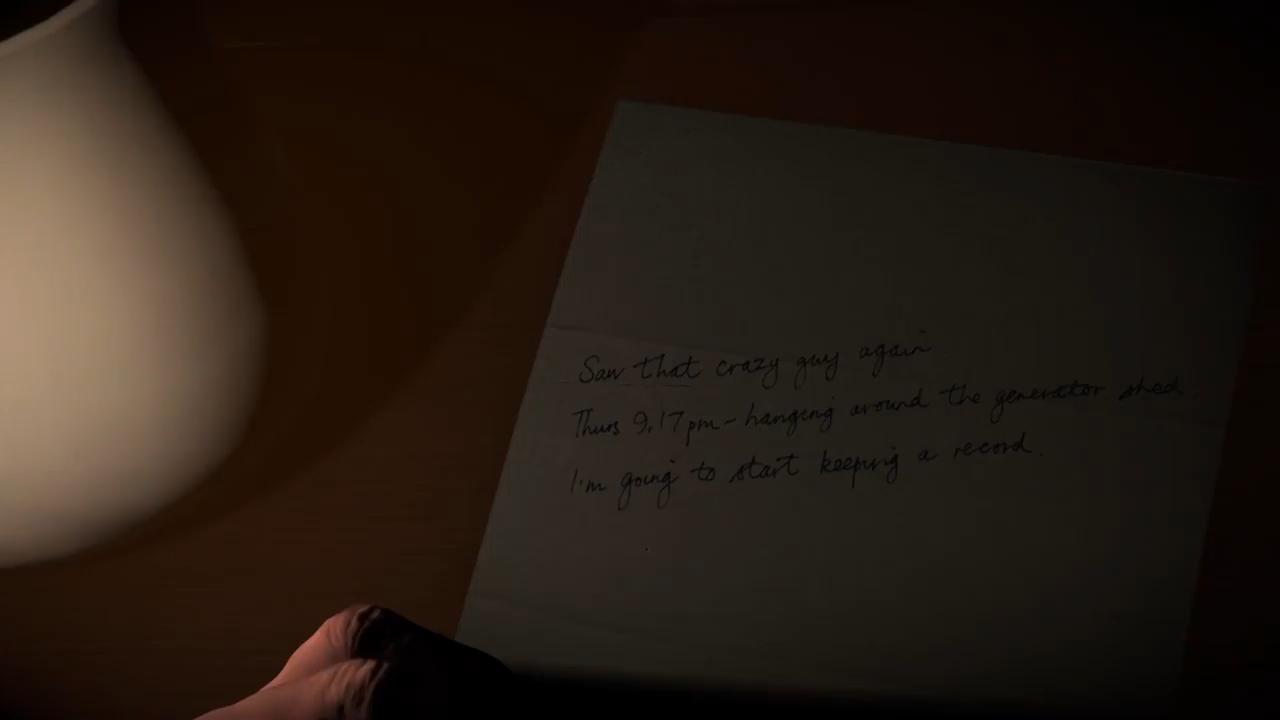 Saw that crazy guy again
Thurs 9.17pm - hanging around the generator shed.
I'm going to start keeping a record.